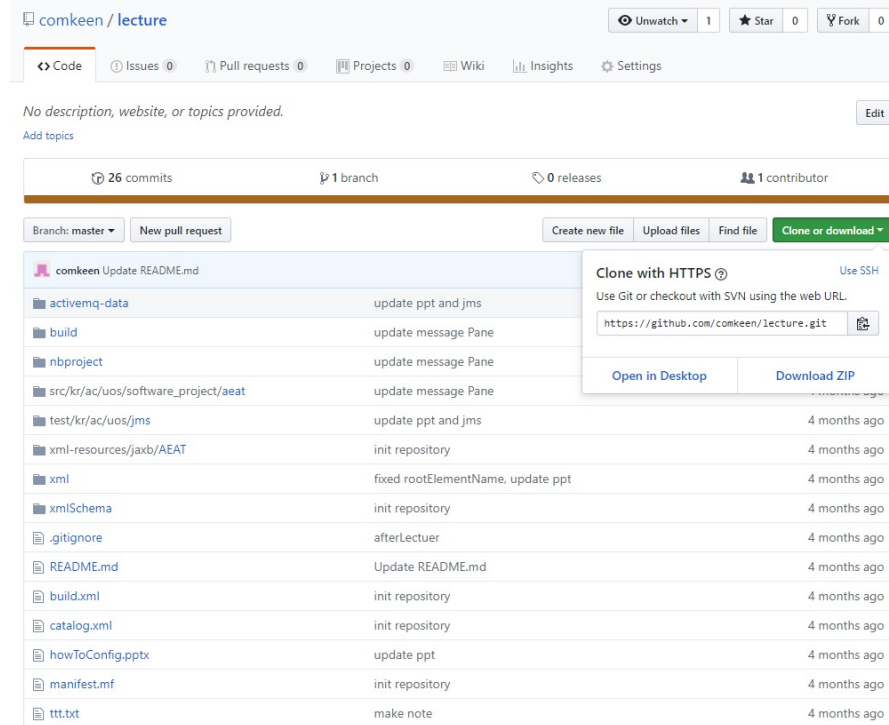 comkeen / lecture
Unwatch 1 Star 0 Fork 0
Code Issues 0 Pull requests 0 Projects 0 Wiki Insights Settings
No description, website, or topics provided. Edit
Add topics
26 commits 1 branch 0 releases 1 contributor
Branch: master New pull request Create new file Upload files Find file Clone or download
comkeen Update README.md
Clone with HTTPS Use SSH
Use Git or checkout with SVN using the web URL.
https://github.com/comkeen/lecture.git
Open in Desktop Download ZIP
activemq-data update ppt and jms
build update message Pane
nbproject update message Pane
src/kr/ac/uos/software_project/aeat update message Pane
test/kr/ac/uos/jms update ppt and jms 4 months ago
xml-resources/jaxb/AEAT init repository 4 months ago
xml fixed rootElementName, update ppt 4 months ago
xmlSchema init repository 4 months ago
.gitignore afterLectuer 4 months ago
README.md Update README.md 4 months ago
build.xml init repository 4 months ago
catalog.xml init repository 4 months ago
howToConfig.pptx update ppt 4 months ago
manifest.mf init repository 4 months ago
ttt.txt make note 4 months ago